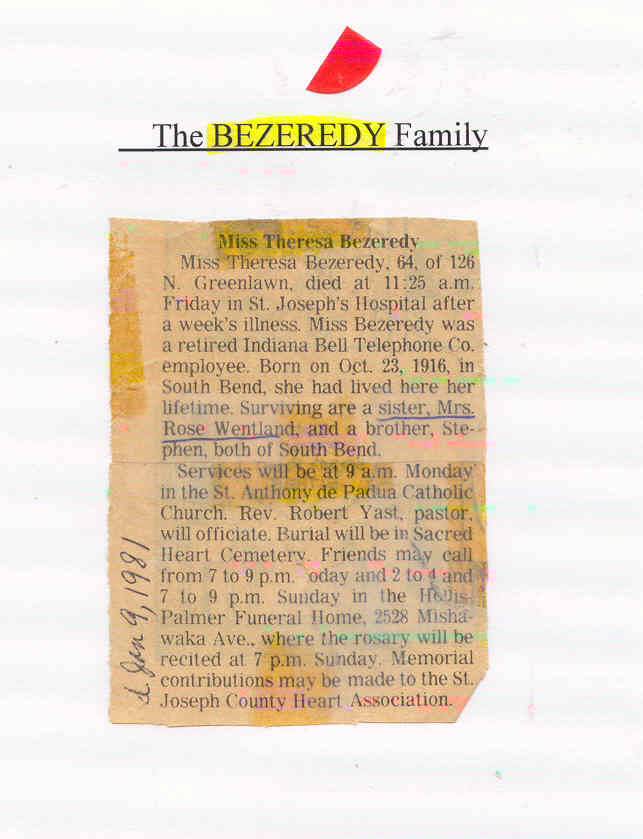 The BEZEREDY Family
Miss Theresa Bezeredy
Miss Theresa Bezeredy, 64, of 126
N. Greenlawn, died at 11:25 a.m.
Friday in St. Joseph's Hospital after
a week's illness. Miss Bezeredy was
a retired Indiana Bell Telephone Co.
employee. Born on Oct. 23, 1916, in
South Bend, she had lived here her
lifetime. Surviving are a sister, Mrs.
Rose Wentland, and a brother, Ste-
phen, both of South Bend.
Services will be at 9 a.m. Monday
in the St. Anthony de Padua Catholic
Church. Rev. Robert Yast, pastor,
will officiate. Burial will be in Sacred
Heart Cemetery. Friends may call
from 7 to 9 p.m. oday and 2 to 4 and
7 to 9 p.m. Sunday in the
Palmer Funeral Home, 2528 Misha-
waka Ave., where the rosary will be
recited at 7 p.m. Sunday. Memorial
contributions may be made to the St.
Joseph County Heart Association.
d. Jan 9, 1981